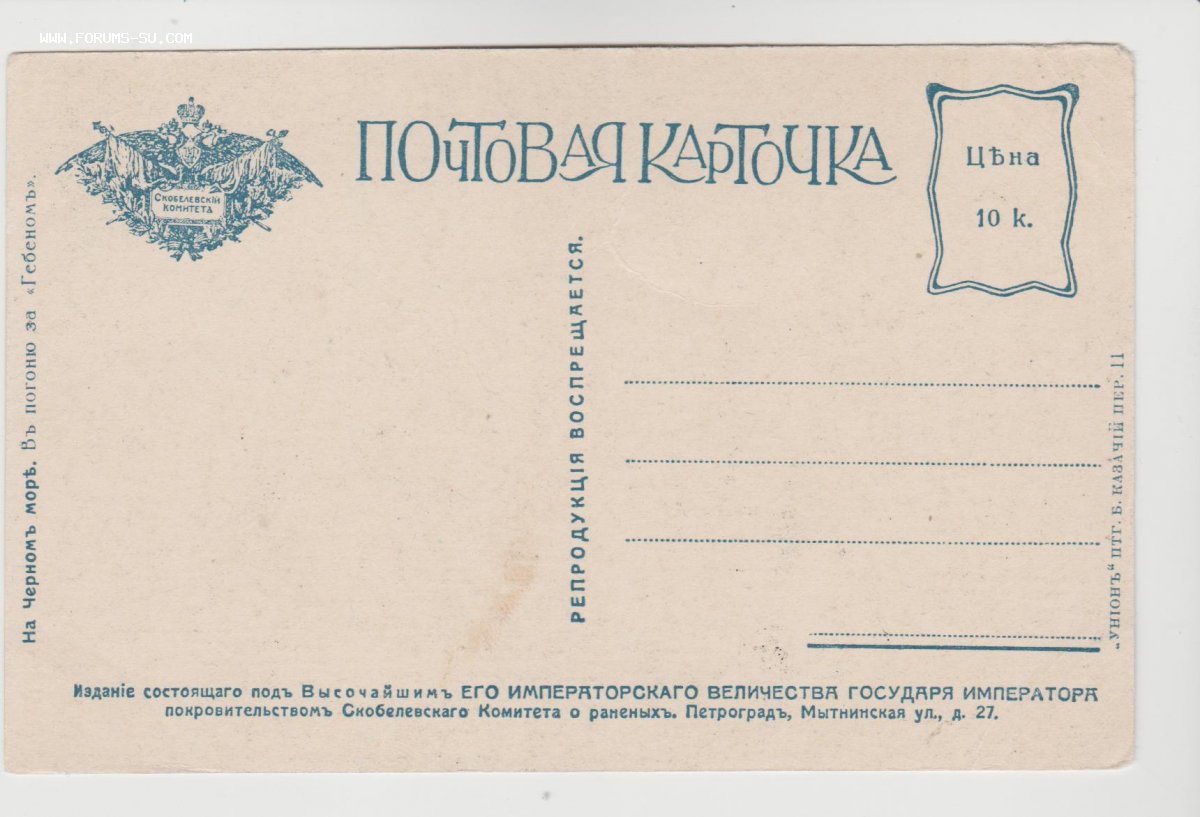 WWW.FORUMS-SU.COM
СКОБЕЛЕВСКІЙ
КОМИТЕТА
ПОЧТОВАЯ КАРТОЧКА
Цѣна
10 к.
На Черномъ морѣ. Въ погоню за «Гебеномъ».
РЕПРОДУКЦІЯ ВОСПРЕЩАЕТСЯ.
„УНІОНЪ“ ПТГ. Б. КАЗАЧІЙ ПЕР. 11
Изданіе состоящаго подъ Высочайшимъ ЕГО ИМПЕРАТОРСКАГО ВЕЛИЧЕСТВА ГОСУДАРЯ ИМПЕРАТОРА
покровительствомъ Скобелевскаго Комитета о раненыхъ. Петроградъ, Мытнинская ул., д. 27.